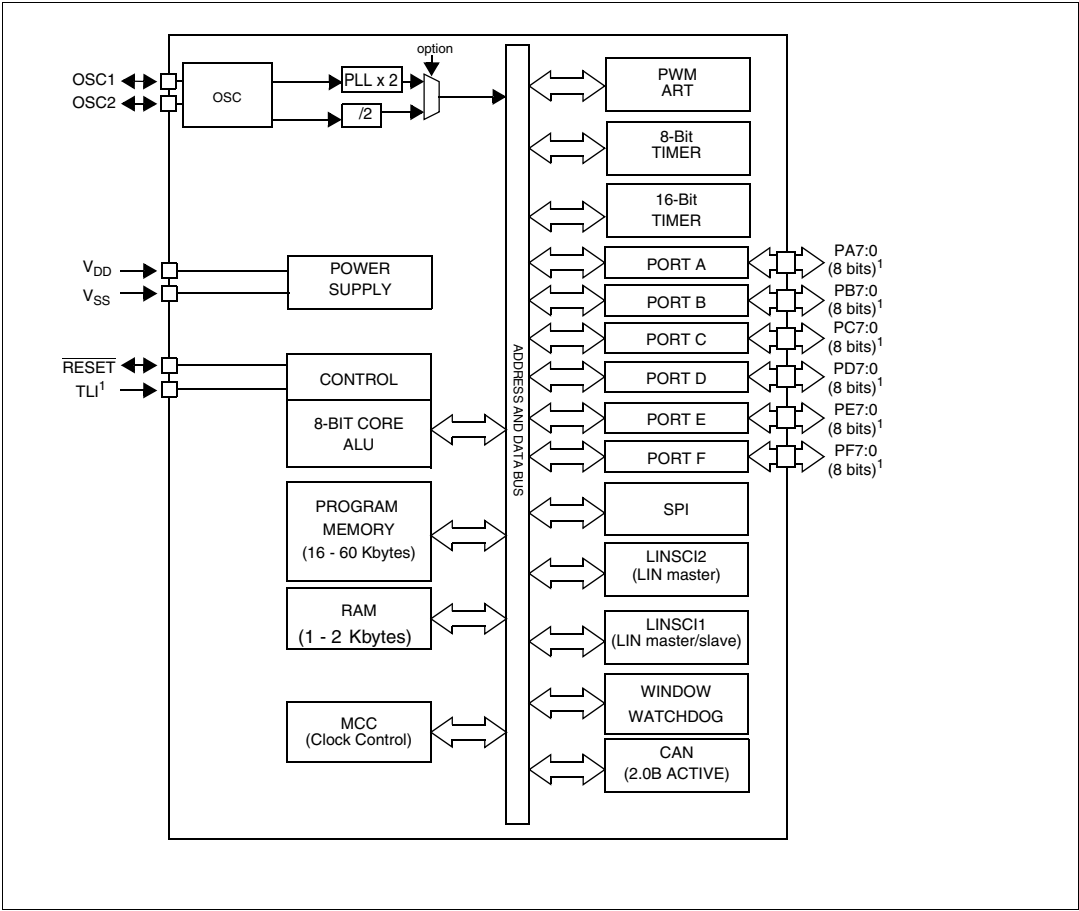 option
OSC1
OSC2
OSC
PLL x 2
/2
PWM
ART
8-Bit
TIMER
16-Bit
TIMER
VDD
VSS
POWER
SUPPLY
PORT A
PA7:0
(8 bits)1
PORT B
PB7:0
(8 bits)1
PORT C
PC7:0
(8 bits)1
PORT D
PD7:0
(8 bits)1
PORT E
PE7:0
(8 bits)1
PORT F
PF7:0
(8 bits)1
RESET
TLI1
CONTROL
8-BIT CORE
ALU
ADDRESS AND DATA BUS
PROGRAM
MEMORY
(16 - 60 Kbytes)
RAM
(1 - 2 Kbytes)
MCC
(Clock Control)
SPI
LINSCI2
(LIN master)
LINSCI1
(LIN master/slave)
WINDOW
WATCHDOG
CAN
(2.0B ACTIVE)